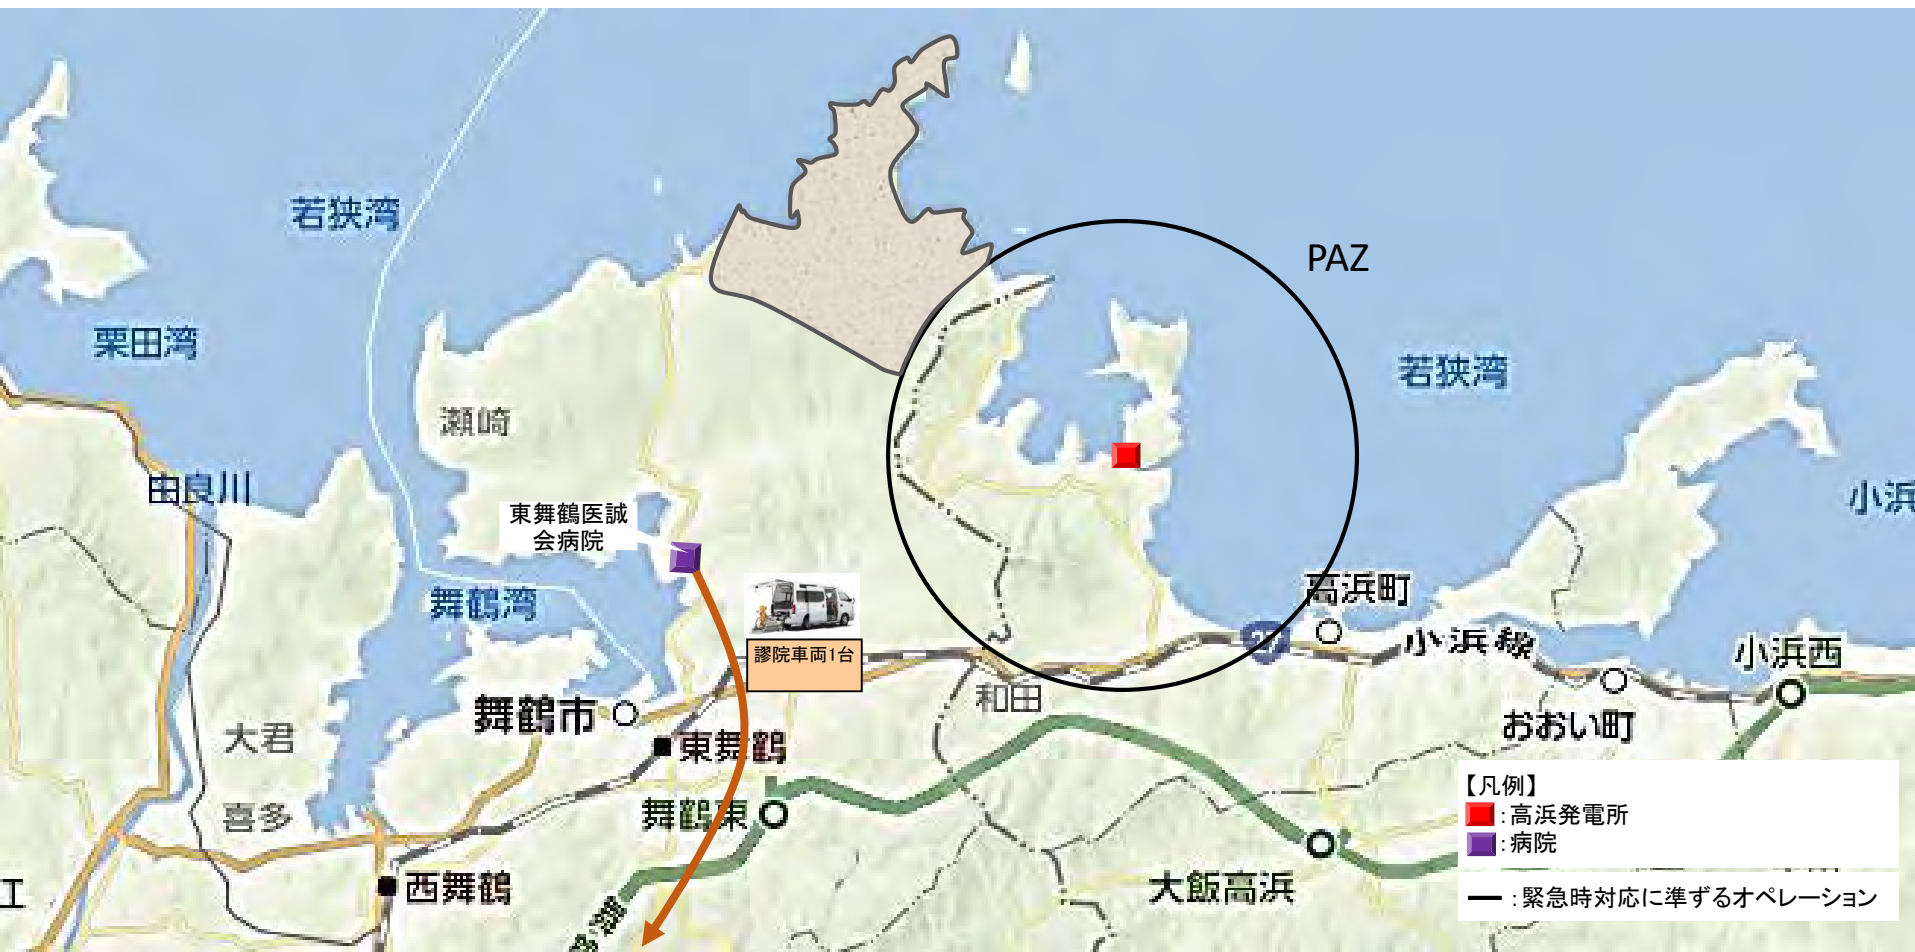 PAZ
若狭湾
栗田湾
若狭湾
瀬崎
由良川
小浜
東舞鶴医誠
会病院
舞鶴湾
高浜町
27
小浜線
小浜西
謬院車両1台
和田
舞鶴市
おおい町
大君
東舞鶴
喜多
舞鶴東
西舞鶴
大飯高浜
【凡例】
:高浜発電所
:病院
:緊急時対応に準ずるオペレーション